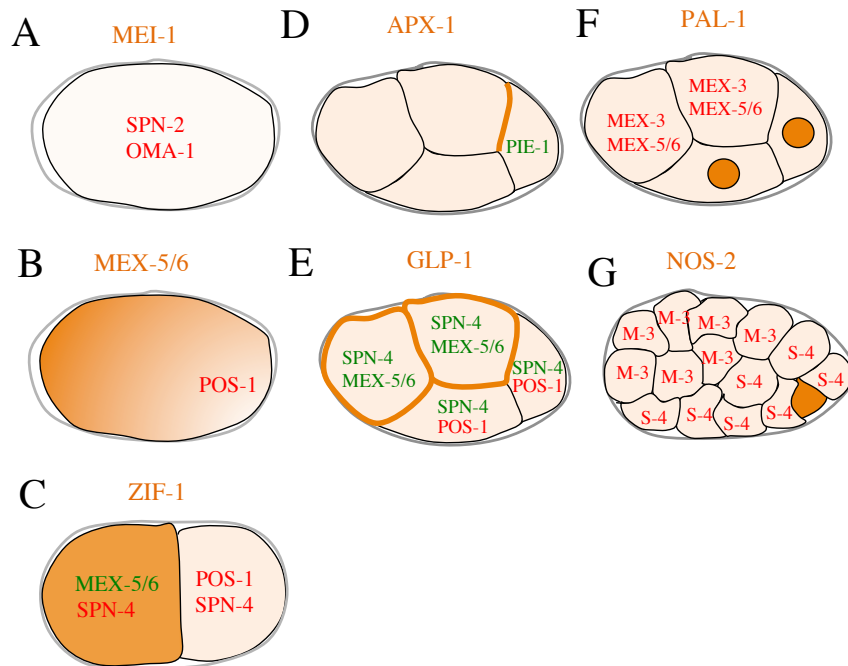 A
MEI-1
SPN-2
OMA-1
B
MEX-5/6
POS-1
C
ZIF-1
MEX-5/6
SPN-4
POS-1
SPN-4
D
APX-1
PIE-1
E
GLP-1
SPN-4
MEX-5/6
SPN-4
MEX-5/6
SPN-4
POS-1
SPN-4
POS-1
F
PAL-1
MEX-3
MEX-5/6
MEX-3
MEX-5/6
G
NOS-2
M-3
M-3
M-3
M-3
S-4
M-3
M-3
M-3
S-4
S-4
S-4
S-4
S-4
S-4